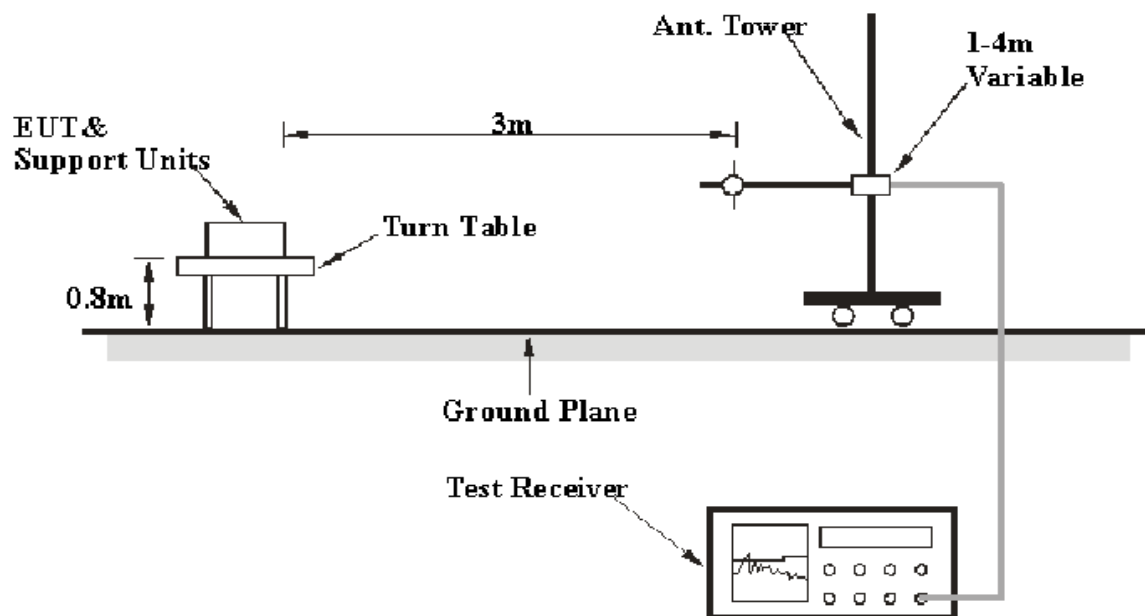 Ant. Tower
1-4m
Variable
3m
EUT&
Support Units
Turn Table
0.8m
Ground Plane
Test Receiver